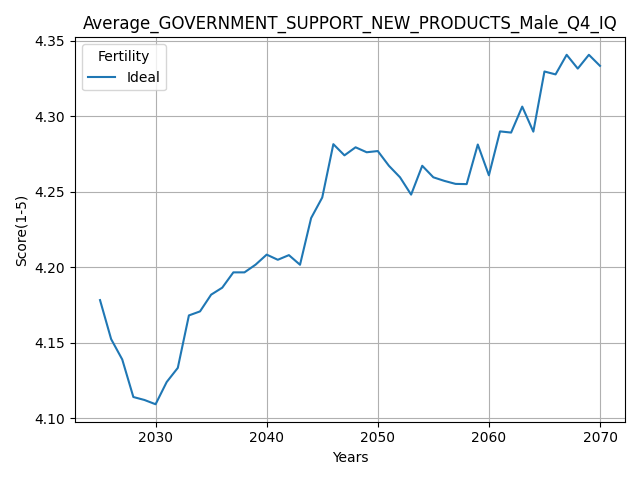 Average_GOVERNMENT_SUPPORT_NEW_PRODUCTS_Male_Q4_IQ
Fertility
Ideal
Score(1-5)
4.35
4.30
4.25
4.20
4.15
4.10
2030 2040 2050 2060 2070
Years